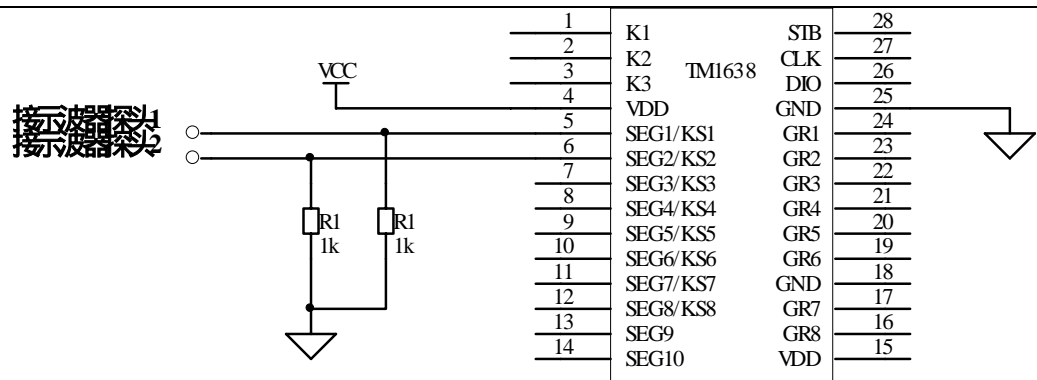 1 K1 STB 28
2 K2 CLK 27
VCC 3 K3 TM1638 DIO 26
4 VDD GND 25
接示波器探头1 5 SEG1/KS1 GR1 24
接示波器探头2 6 SEG2/KS2 GR2 23
7 SEG3/KS3 GR3 22
8 SEG4/KS4 GR4 21
R1 R1 9 SEG5/KS5 GR5 20
1k 1k 10 SEG6/KS6 GR6 19
11 SEG7/KS7 GND 18
12 SEG8/KS8 GR7 17
13 SEG9 GR8 16
14 SEG10 VDD 15